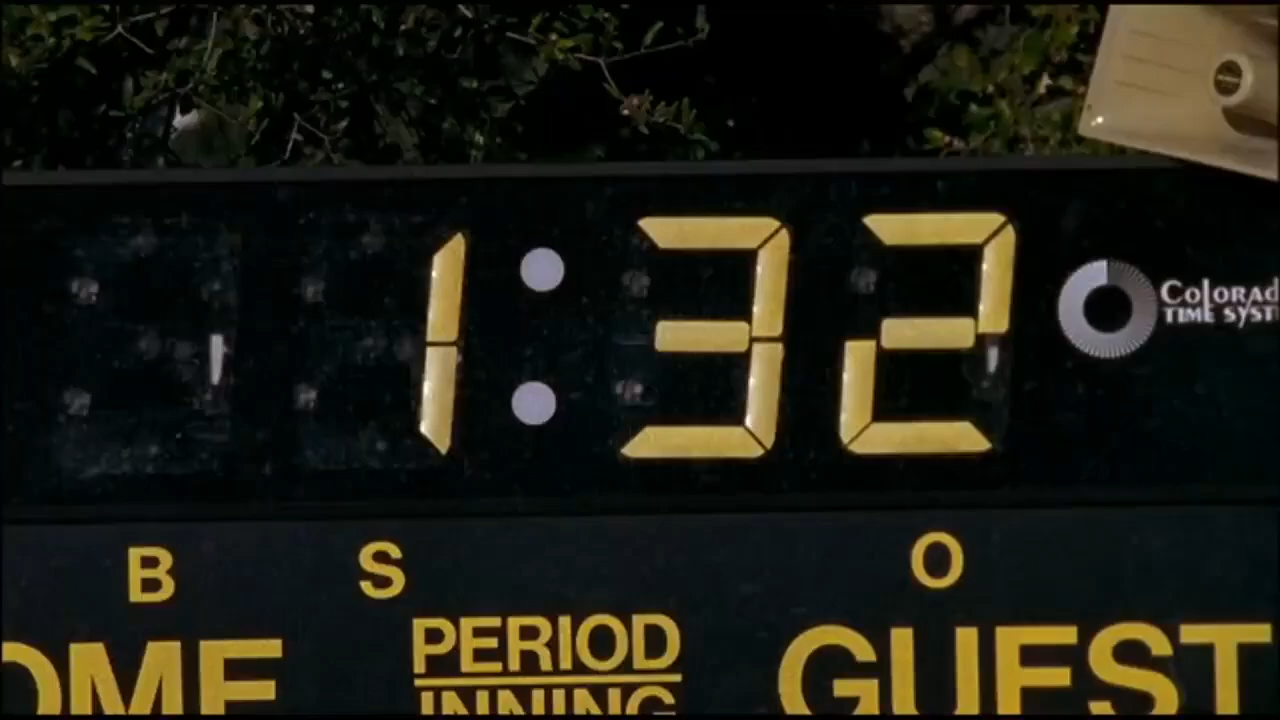 1:32
COLORAD
TIME SYST
B S O
OME
PERIOD
INNING
GUEST